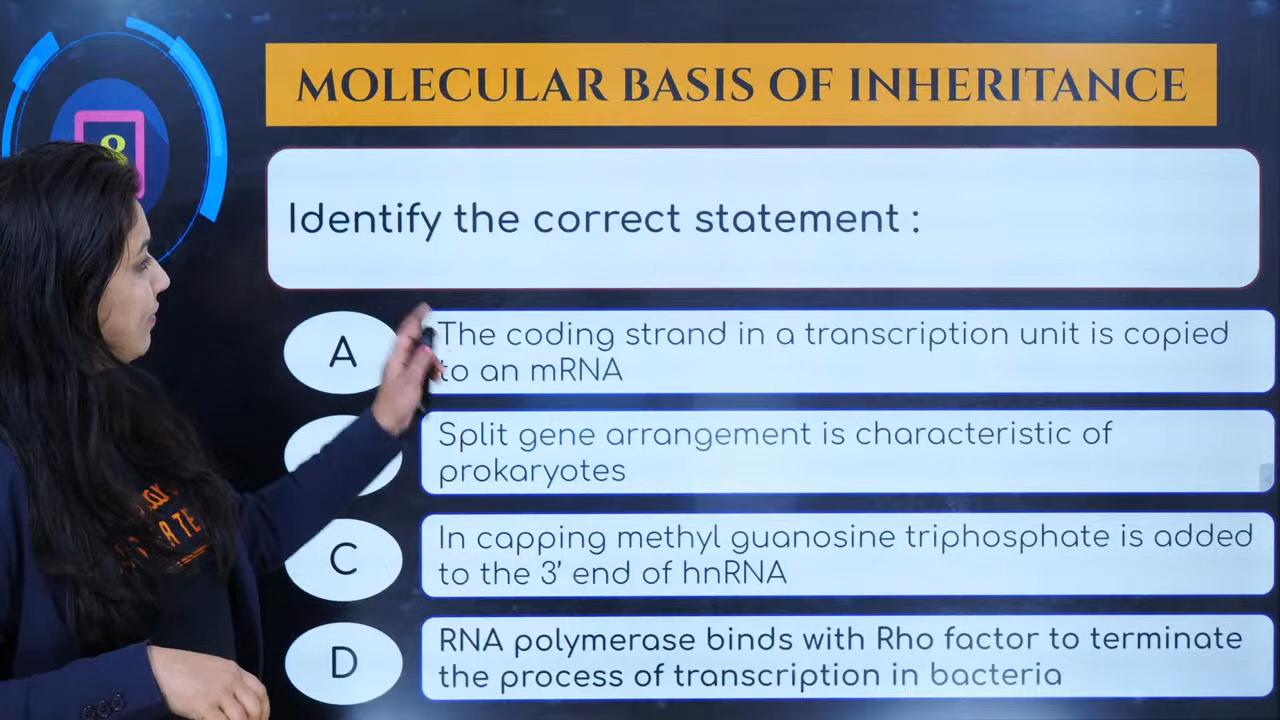 8
MOLECULAR BASIS OF INHERITANCE
Identify the correct statement :
A
The coding strand in a transcription unit is copied
to an mRNA
Split gene arrangement is characteristic of
prokaryotes
C
In capping methyl guanosine triphosphate is added
to the 3’ end of hnRNA
D
RNA polymerase binds with Rho factor to terminate
the process of transcription in bacteria